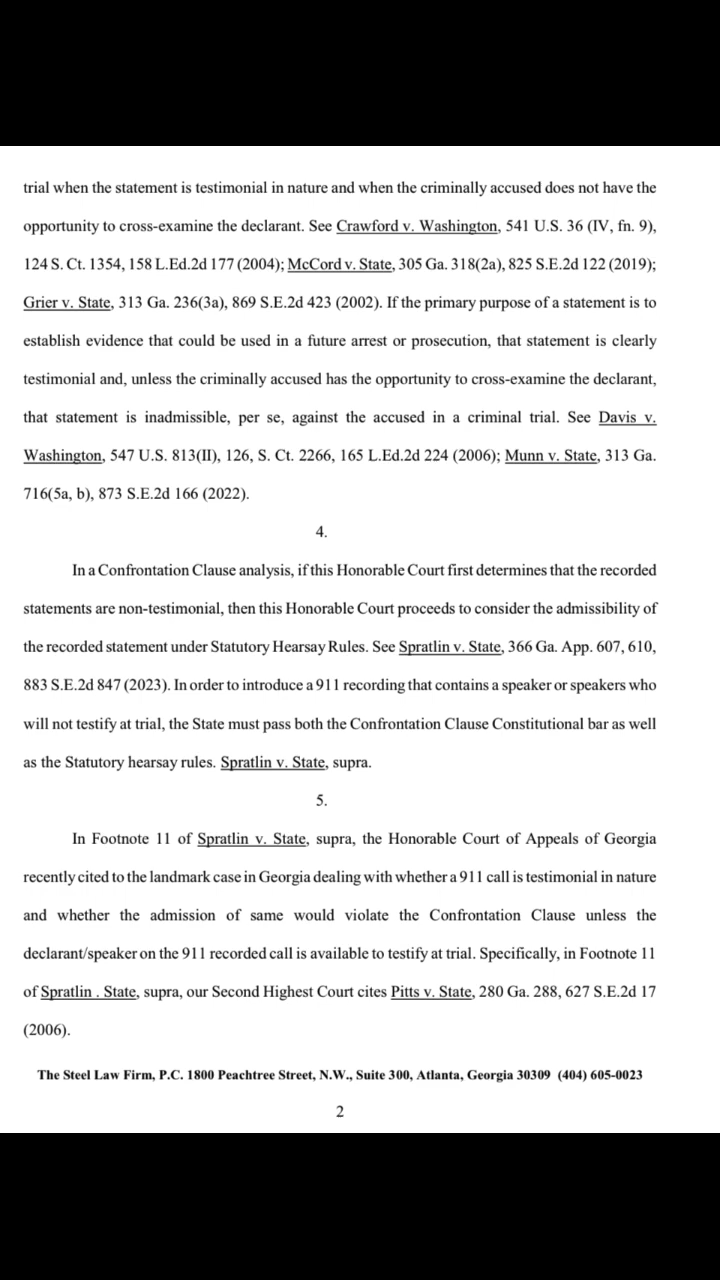 trial when the statement is testimonial in nature and when the criminally accused does not have the
opportunity to cross-examine the declarant. See Crawford v. Washington, 541 U.S. 36 (IV, fn. 9),
124 S. Ct. 1354, 158 L.Ed.2d 177 (2004); McCord v. State, 305 Ga. 318(2a), 825 S.E.2d 122 (2019);
Grier v. State, 313 Ga. 236(3a), 869 S.E.2d 423 (2002). If the primary purpose of a statement is to
establish evidence that could be used in a future arrest or prosecution, that statement is clearly
testimonial and, unless the criminally accused has the opportunity to cross-examine the declarant,
that statement is inadmissible, per se, against the accused in a criminal trial. See Davis v.
Washington, 547 U.S. 813(II), 126, S. Ct. 2266, 165 L.Ed.2d 224 (2006); Munn v. State, 313 Ga.
716(5a, b), 873 S.E.2d 166 (2022).
4.
In a Confrontation Clause analysis, if this Honorable Court first determines that the recorded
statements are non-testimonial, then this Honorable Court proceeds to consider the admissibility of
the recorded statement under Statutory Hearsay Rules. See Spratlin v. State, 366 Ga. App. 607, 610,
883 S.E.2d 847 (2023). In order to introduce a 911 recording that contains a speaker or speakers who
will not testify at trial, the State must pass both the Confrontation Clause Constitutional bar as well
as the Statutory hearsay rules. Spratlin v. State, supra.
5.
In Footnote 11 of Spratlin v. State, supra, the Honorable Court of Appeals of Georgia
recently cited to the landmark case in Georgia dealing with whether a 911 call is testimonial in nature
and whether the admission of same would violate the Confrontation Clause unless the
declarant/speaker on the 911 recorded call is available to testify at trial. Specifically, in Footnote 11
of Spratlin . State, supra, our Second Highest Court cites Pitts v. State, 280 Ga. 288, 627 S.E.2d 17
(2006).
The Steel Law Firm, P.C. 1800 Peachtree Street, N.W., Suite 300, Atlanta, Georgia 30309 (404) 605-0023
2